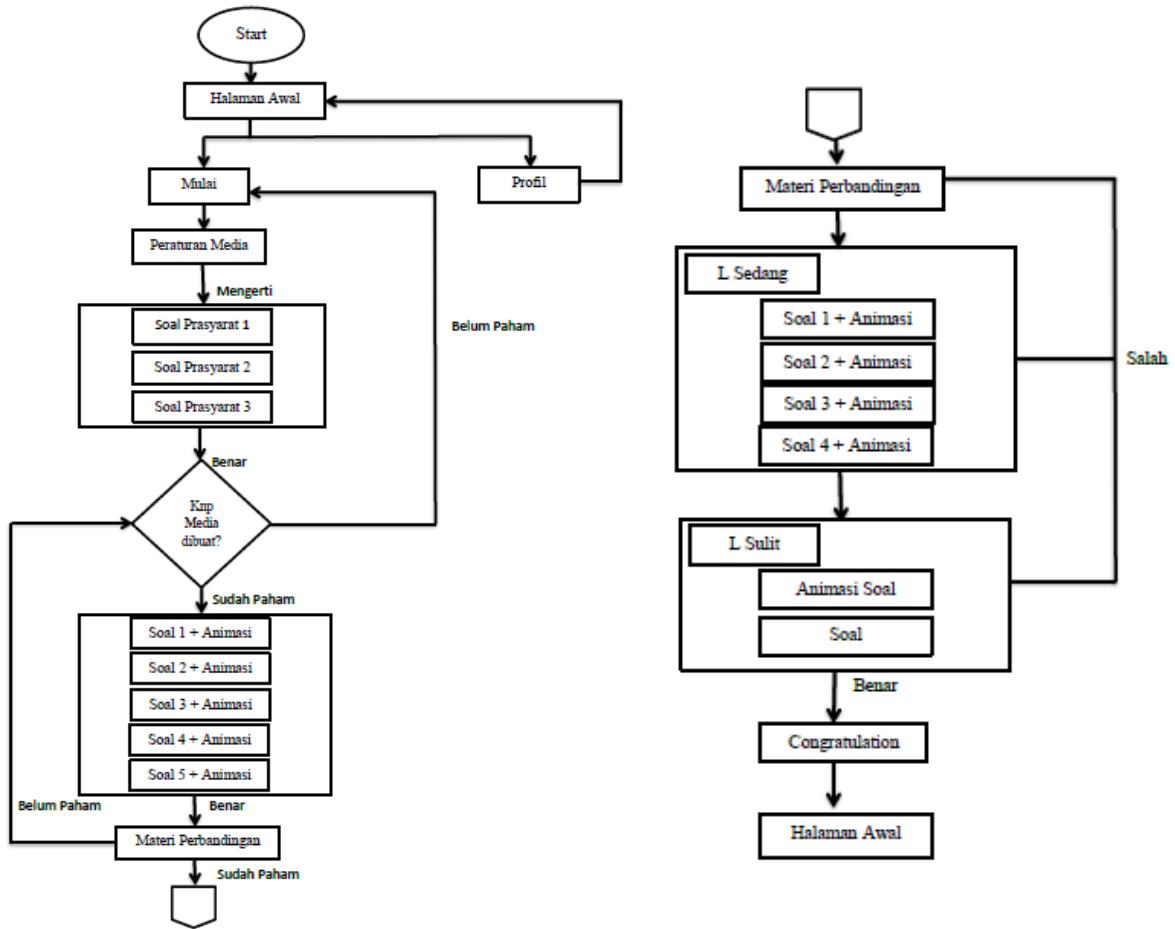 Start
Halaman Awal
Mulai
Profil
Peraturan Media
Mengerti
Soal Prasyarat 1
Soal Prasyarat 2
Soal Prasyarat 3
Belum Paham
Benar
Knp
Media
dibuat?
Sudah Paham
Soal 1 + Animasi
Soal 2 + Animasi
Soal 3 + Animasi
Soal 4 + Animasi
Soal 5 + Animasi
Belum Paham
Benar
Materi Perbandingan
Sudah Paham
Materi Perbandingan
L Sedang
Soal 1 + Animasi
Soal 2 + Animasi
Soal 3 + Animasi
Soal 4 + Animasi
Salah
L Sulit
Animasi Soal
Soal
Benar
Congratulation
Halaman Awal